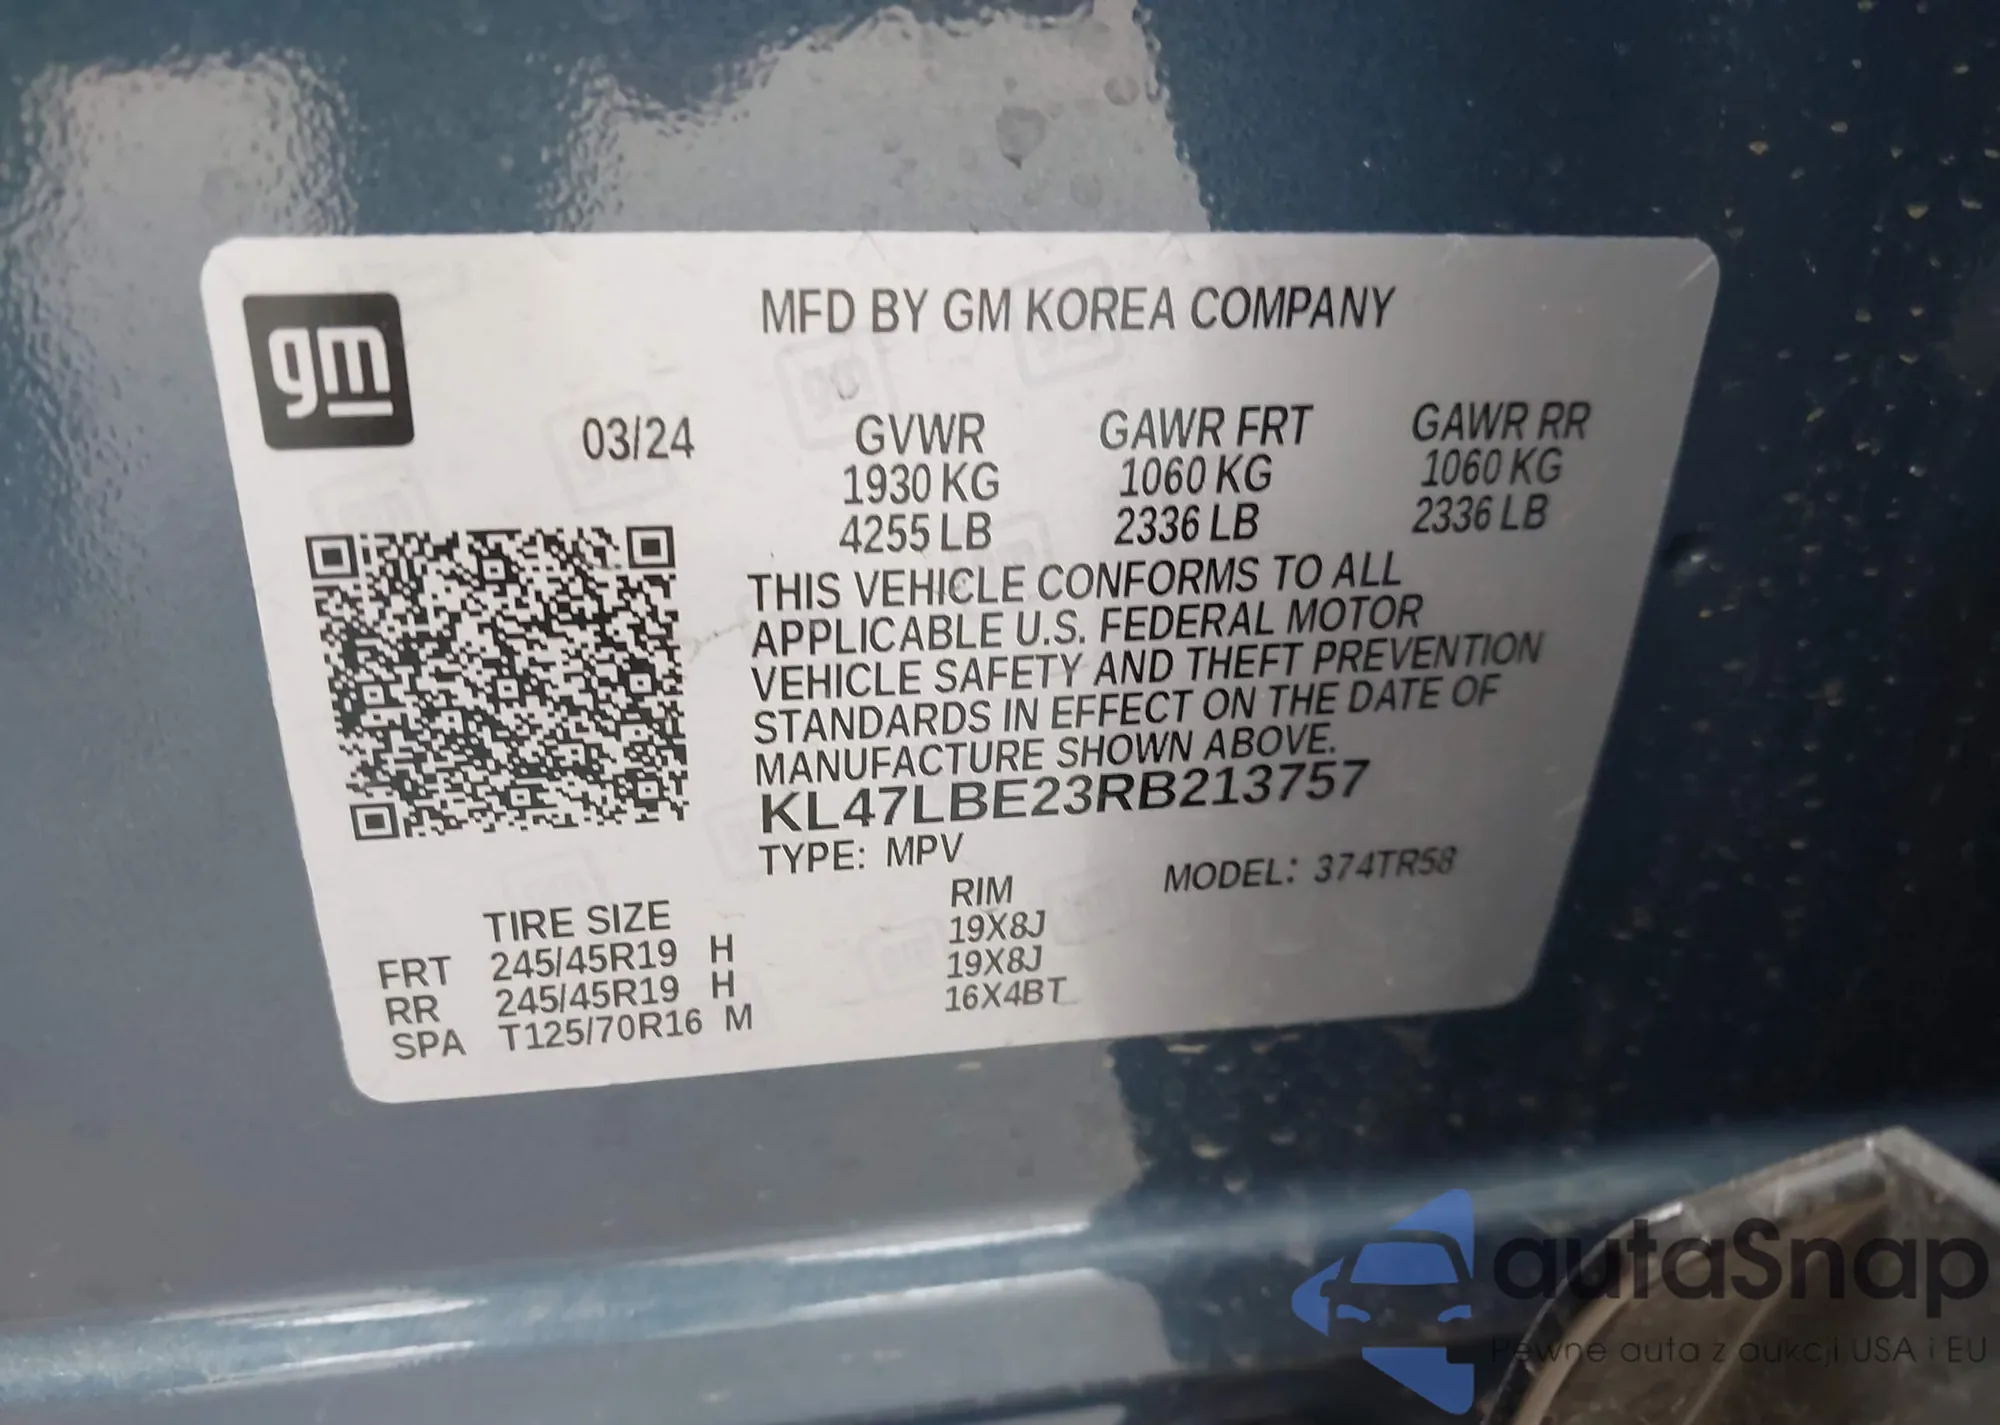 gm
MFD BY GM KOREA COMPANY
03/24
GVWR GAWR FRT GAWR RR
1930 KG 1060 KG 1060 KG
4255 LB 2336 LB 2336 LB
THIS VEHICLE CONFORMS TO ALL
APPLICABLE U.S. FEDERAL MOTOR
VEHICLE SAFETY AND THEFT PREVENTION
STANDARDS IN EFFECT ON THE DATE OF
MANUFACTURE SHOWN ABOVE.
KL47LBE23RB213757
TYPE: MPV MODEL: 374TR58
TIRE SIZE RIM
FRT 245/45R19 H 19X8J
RR 245/45R19 H 19X8J
SPA T125/70R16 M 16X4BT
autaSnap
Pewne auta z aukcji USA i EU